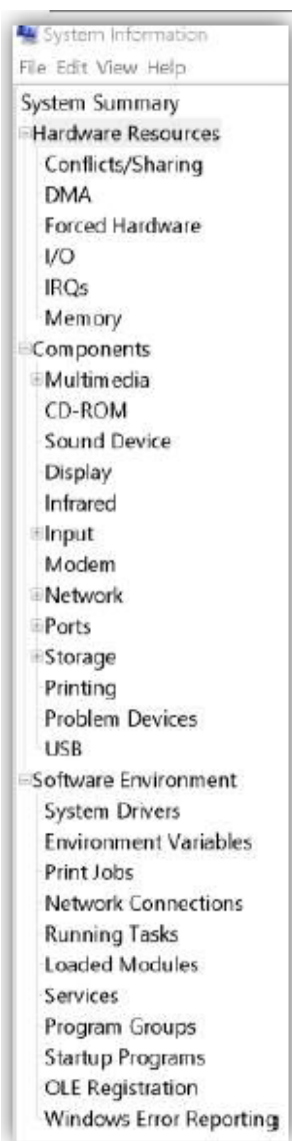 System Information
File Edit View Help
System Summary
Hardware Resources
Conflicts/Sharing
DMA
Forced Hardware
I/O
IRQs
Memory
Components
Multimedia
CD-ROM
Sound Device
Display
Infrared
Input
Modem
Network
Ports
Storage
Printing
Problem Devices
USB
Software Environment
System Drivers
Environment Variables
Print Jobs
Network Connections
Running Tasks
Loaded Modules
Services
Program Groups
Startup Programs
OLE Registration
Windows Error Reporting